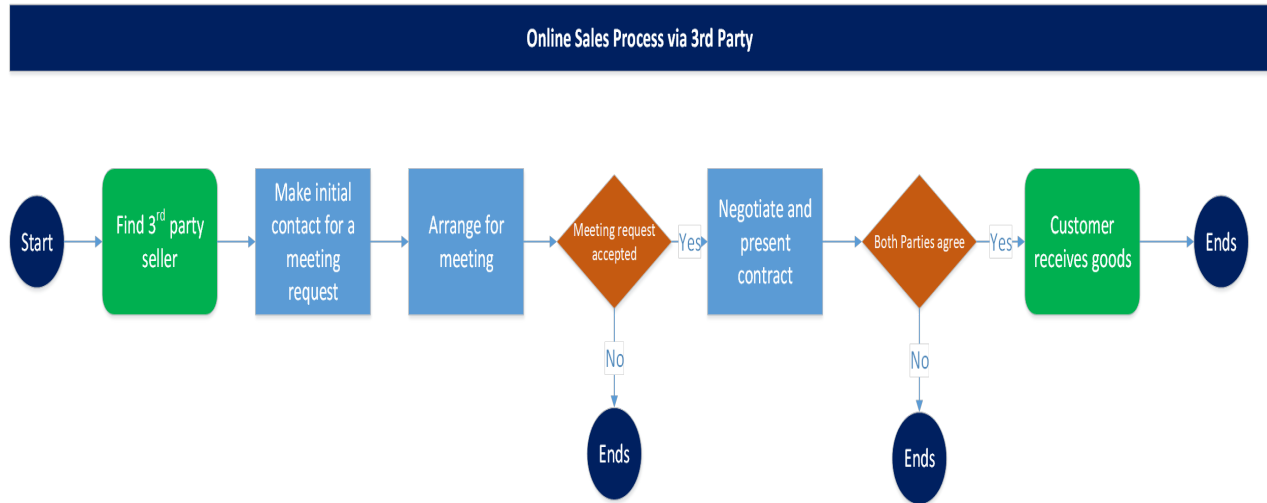 Online Sales Process via 3rd Party
Start
Find 3rd party
seller
Make initial
contact for a
meeting
request
Arrange for
meeting
Meeting request
accepted
Yes
Negotiate and
present
contract
Both Parties agree
Yes
Customer
receives goods
Ends
No
No
Ends
Ends